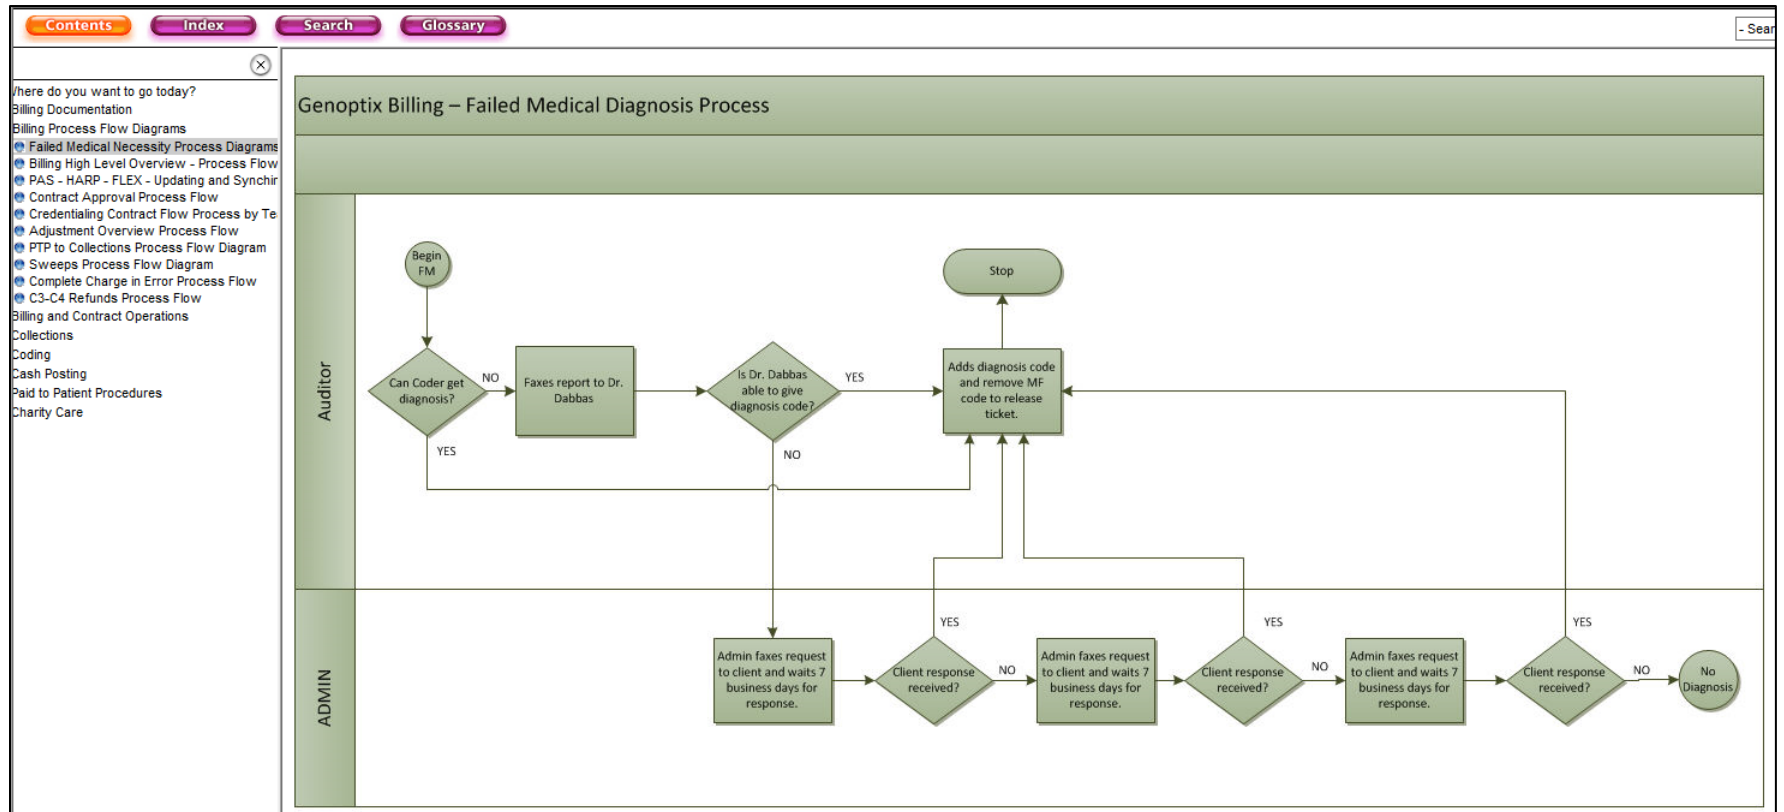 Contents
Index
Search
Glossary
- Sear
here do you want to go today?
Billing Documentation
Billing Process Flow Diagrams
Failed Medical Necessity Process Diagrams
Billing High Level Overview - Process Flow
PAS - HARP - FLEX - Updating and Synchir
Contract Approval Process Flow
Credentialing Contract Flow Process by Te
Adjustment Overview Process Flow
PTP to Collections Process Flow Diagram
Sweeps Process Flow Diagram
Complete Charge in Error Process Flow
C3-C4 Refunds Process Flow
Billing and Contract Operations
Collections
Coding
Cash Posting
Paid to Patient Procedures
Charity Care
Genoptix Billing – Failed Medical Diagnosis Process
Auditor
Begin
FM
Stop
Can Coder get
diagnosis?
NO
YES
Faxes report to Dr.
Dabbas
Is Dr. Dabbas
able to give
diagnosis code?
YES
NO
Adds diagnosis code
and remove MF
code to release
ticket.
ADMIN
Admin faxes request
to client and waits 7
business days for
response.
Client response
received?
YES
NO
Admin faxes request
to client and waits 7
business days for
response.
Client response
received?
YES
NO
Admin faxes request
to client and waits 7
business days for
response.
Client response
received?
YES
NO
No
Diagnosis